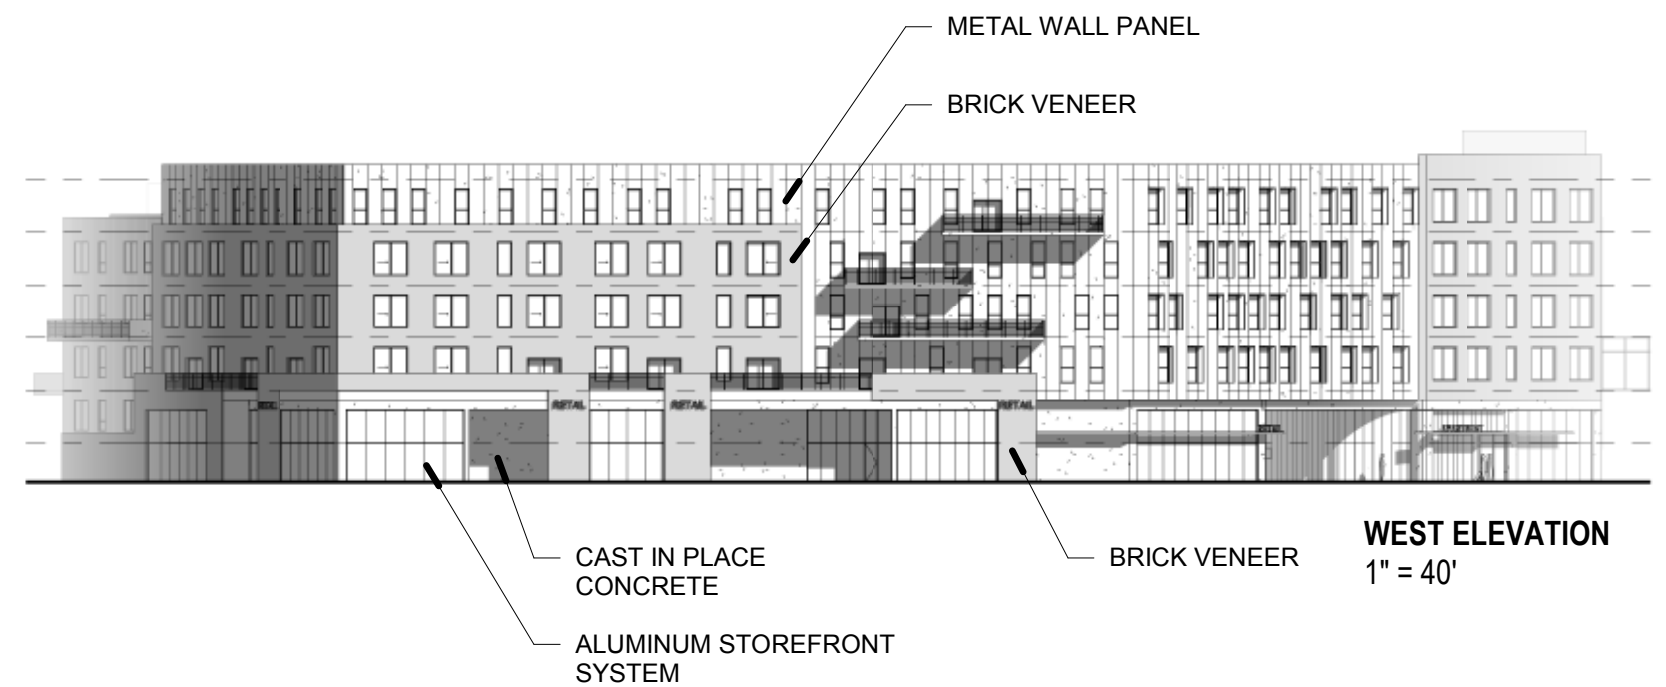 METAL WALL PANEL
BRICK VENEER
RETAIL
RETAIL
RETAIL
CAST IN PLACE
CONCRETE
BRICK VENEER
WEST ELEVATION
1" = 40'
ALUMINUM STOREFRONT
SYSTEM